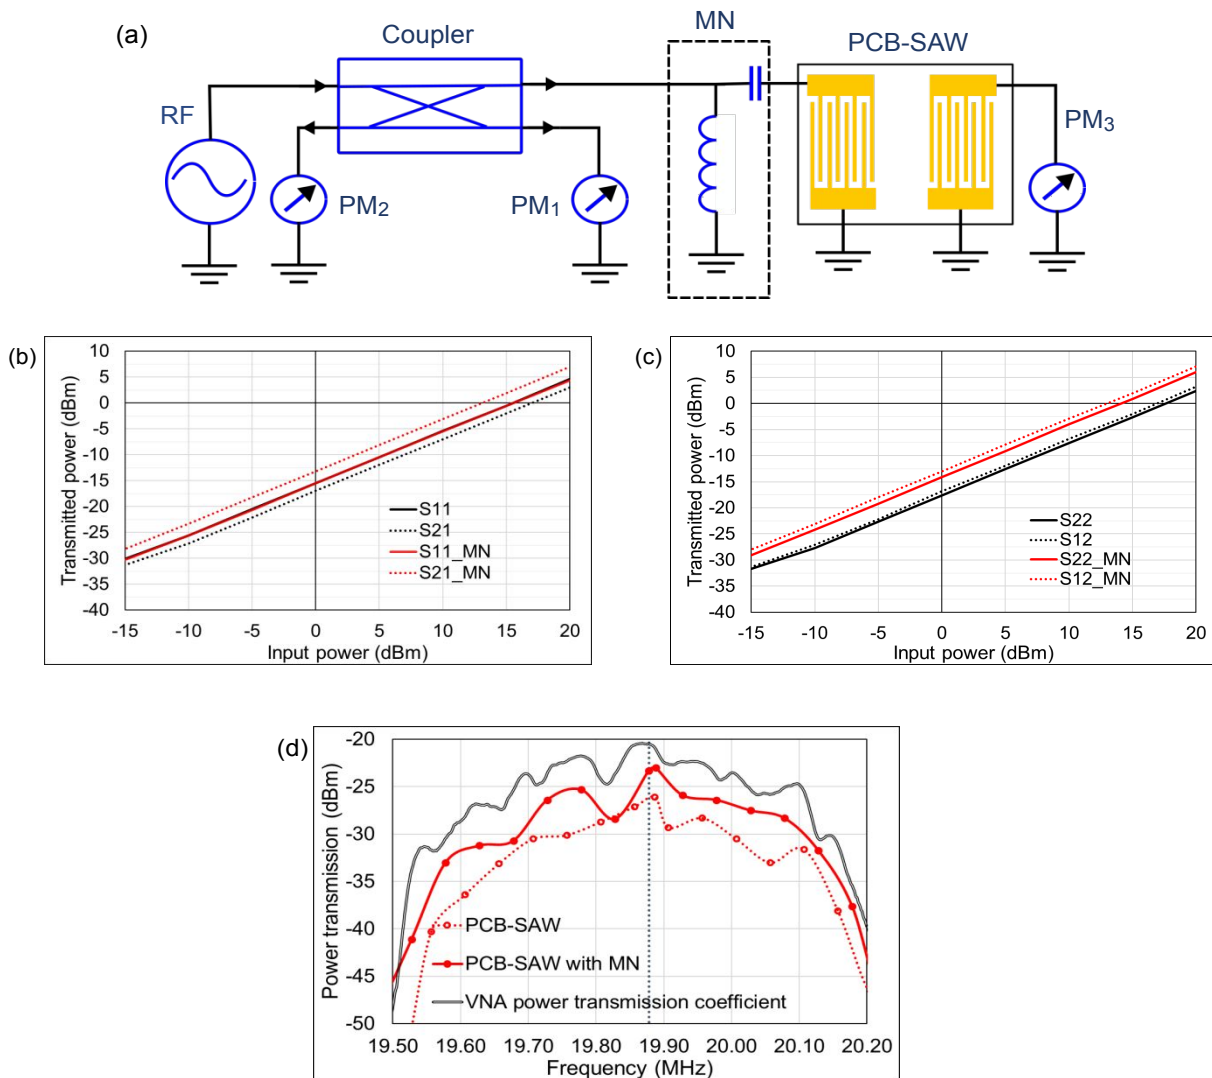 (a)
Coupler
MN
PCB-SAW
RF
PM2
PM1
PM3
(b)
Transmitted power (dBm)
10
5
0
-5
-10
-15
-20
-25
-30
-35
-40
S11
S21
S11_MN
S21_MN
-15 -10 -5 0 5 10 15 20
Input power (dBm)
(c)
Transmitted power (dBm)
10
5
0
-5
-10
-15
-20
-25
-30
-35
-40
S22
S12
S22_MN
S12_MN
-15 -10 -5 0 5 10 15 20
Input power (dBm)
(d)
Power transmission (dBm)
-20
-25
-30
-35
-40
-45
-50
PCB-SAW
PCB-SAW with MN
VNA power transmission coefficient
19.50 19.60 19.70 19.80 19.90 20.00 20.10 20.20
Frequency (MHz)